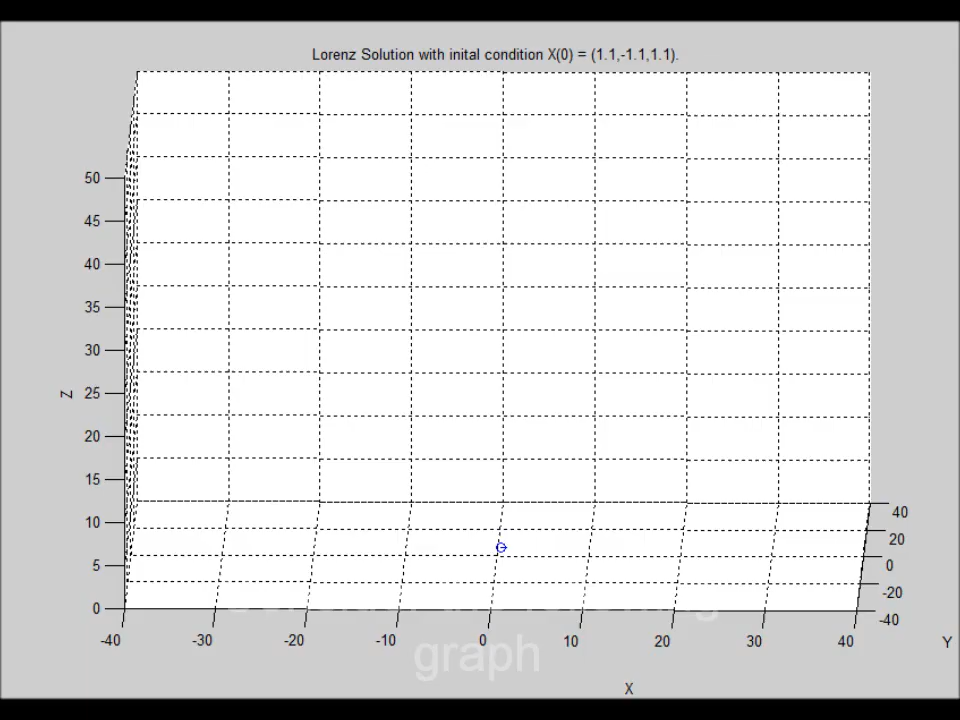 Lorenz Solution with inital condition X(0) = (1.1,-1.1,1.1).
50
45
40
35
30
25
20
15
10
5
0
Z
-40 -30 -20 -10 0 10 20 30 40
X
40
20
0
-20
-40
Y
graph